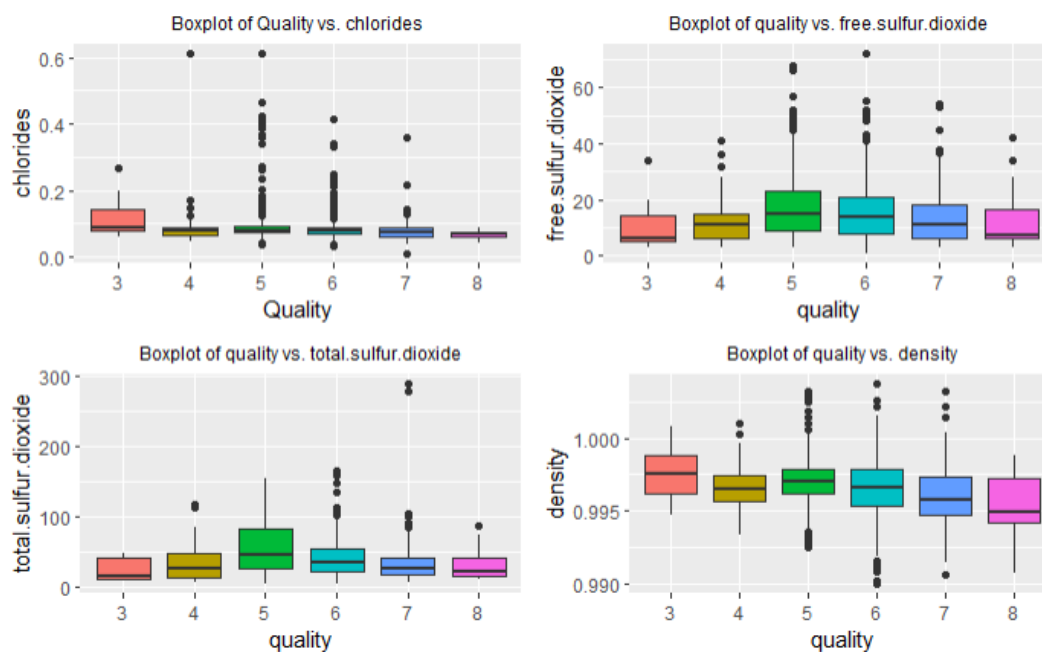 Boxplot of Quality vs. chlorides
chlorides
0.6
0.4
0.2
0.0
3 4 5 6 7 8
Quality
Boxplot of quality vs. free.sulfur.dioxide
free.sulfur.dioxide
60
40
20
0
3 4 5 6 7 8
quality
Boxplot of quality vs. total.sulfur.dioxide
total.sulfur.dioxide
300
200
100
0
3 4 5 6 7 8
quality
Boxplot of quality vs. density
density
1.000
0.995
0.990
3 4 5 6 7 8
quality